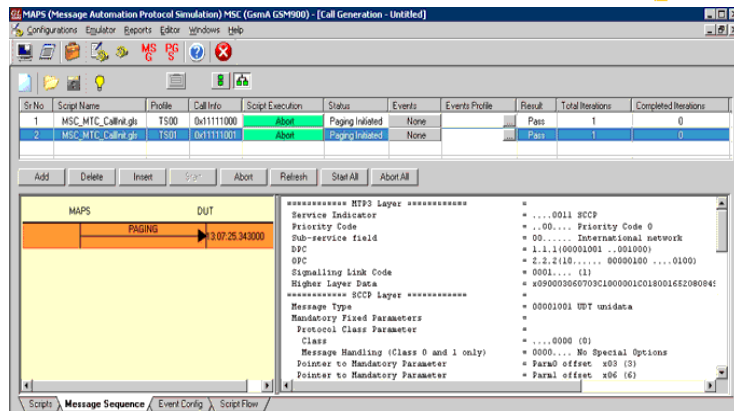 MAPS (Message Automation Protocol Simulation) MSC (GsmA GSM900) - [Call Generation - Untitled]
Configurations Emulator Reports Editor Windows Help
MS G PG S
Sr No Script Name Profile Call Info Script Execution Status Events Events Profile Result Total Iterations Completed Iterations
1 MSC_MTC_CallInit.gls TS00 0x11111000 Abort Paging Initiated None ... Pass 1 0
2 MSC_MTC_CallInit.gls TS01 0x11111001 Abort Paging Initiated None ... Pass 1 0
Add Delete Insert Start Abort Refresh Start All Abort All
MAPS DUT
PAGING
13:07:25.343000
============ MTP3 Layer ============ =
Service Indicator = ....0011 SCCP
Priority Code = ..00.... Priority Code 0
Sub-service field = 00...... International network
DPC = 1.1.1(00001001 ..001000)
OPC = 2.2.2(10...... 00000100 ....0100)
Signalling Link Code = 0001.... (1)
Higher Layer Data = x090003060703C1000001C018001652080845
============ SCCP Layer ============ =
Message Type = 00001001 UDT unidata
Mandatory Fixed Parameters =
Protocol Class Parameter =
Class = ....0000 (0)
Message Handling (Class 0 and 1 only) = 0000.... No Special Options
Pointer to Mandatory Parameter = Parm0 offset x03 (3)
Pointer to Mandatory Parameter = Parm1 offset x06 (6)
Scripts Message Sequence Event Config Script Flow